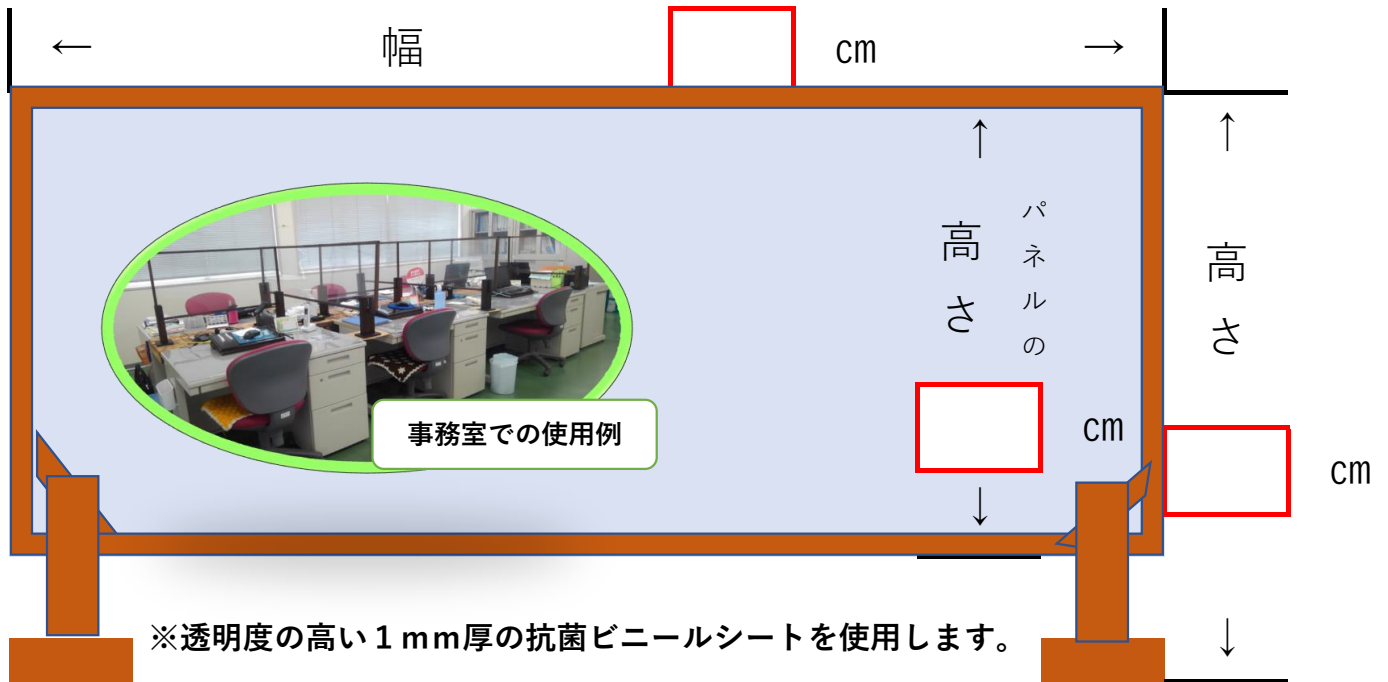 ← 幅 cm →
↑ ↑
パネルの
高さ
高さ
cm
cm
事務室での使用例
↓
↓
※透明度の高い１ｍｍ厚の抗菌ビニールシートを使用します。